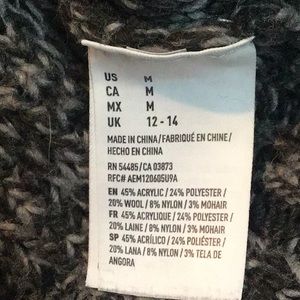 US M
CA M
MX M
UK 12 - 14
MADE IN CHINA / FABRIQUÉ EN CHINE /
HECHO EN CHINA
RN 54485 / CA 03873
RFC# AEM120605U9A
EN 45% ACRYLIC / 24% POLYESTER /
20% WOOL / 8% NYLON / 3% MOHAIR
FR 45% ACRYLIQUE / 24% POLYESTER /
20% LAINE / 8% NYLON / 3% MOHAIR
SP 45% ACRÍLICO / 24% POLIÉSTER /
20% LANA / 8% NYLON / 3% TELA DE
ANGORA